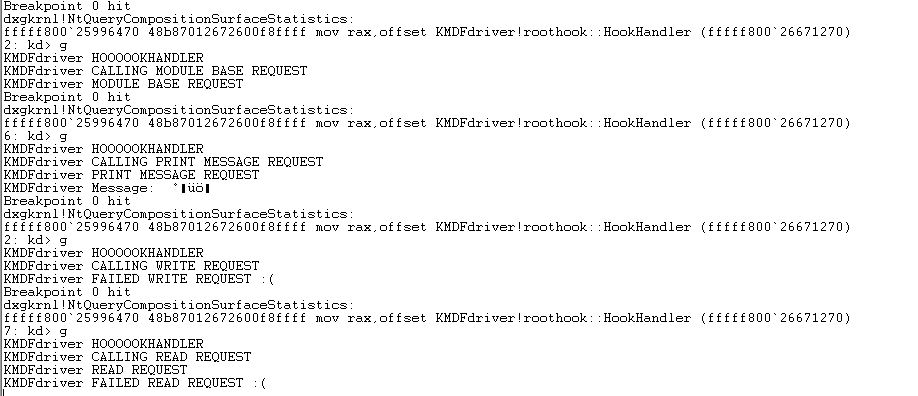 Breakpoint 0 hit
dxgkrnl!NtQueryCompositionSurfaceStatistics:
fffff800`25996470 48b87012672600f8ffff mov rax,offset KMDFdriver!roothook::HookHandler (fffff800`26671270)
2: kd> g
KMDFdriver HOOOOOKHANDLER
KMDFdriver CALLING MODULE BASE REQUEST
KMDFdriver MODULE BASE REQUEST
Breakpoint 0 hit
dxgkrnl!NtQueryCompositionSurfaceStatistics:
fffff800`25996470 48b87012672600f8ffff mov rax,offset KMDFdriver!roothook::HookHandler (fffff800`26671270)
6: kd> g
KMDFdriver HOOOOOKHANDLER
KMDFdriver CALLING PRINT MESSAGE REQUEST
KMDFdriver PRINT MESSAGE REQUEST
KMDFdriver Message:
Breakpoint 0 hit
dxgkrnl!NtQueryCompositionSurfaceStatistics:
fffff800`25996470 48b87012672600f8ffff mov rax,offset KMDFdriver!roothook::HookHandler (fffff800`26671270)
2: kd> g
KMDFdriver HOOOOOKHANDLER
KMDFdriver CALLING WRITE REQUEST
KMDFdriver FAILED WRITE REQUEST :(
Breakpoint 0 hit
dxgkrnl!NtQueryCompositionSurfaceStatistics:
fffff800`25996470 48b87012672600f8ffff mov rax,offset KMDFdriver!roothook::HookHandler (fffff800`26671270)
7: kd> g
KMDFdriver HOOOOOKHANDLER
KMDFdriver CALLING READ REQUEST
KMDFdriver READ REQUEST
KMDFdriver FAILED READ REQUEST :(